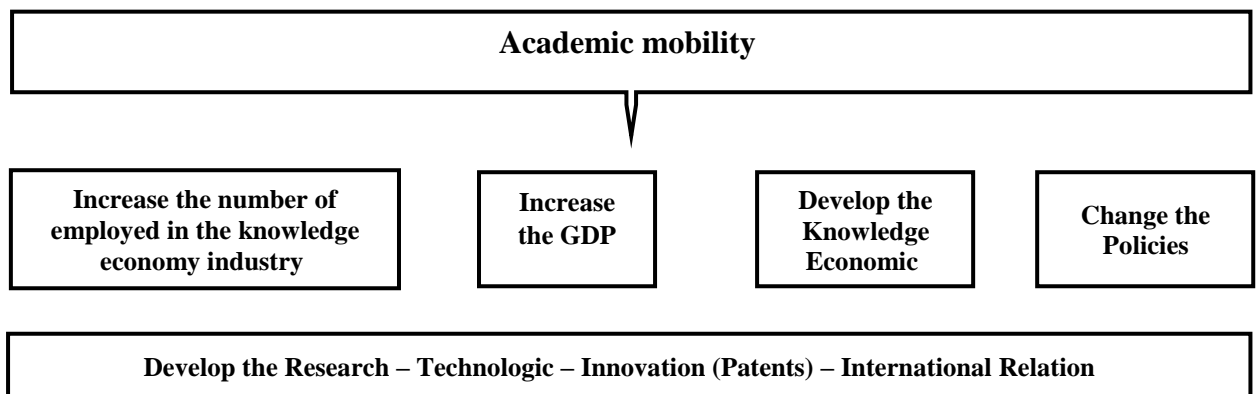 Academic mobility
Increase the number of
employed in the knowledge
economy industry
Increase
the GDP
Develop the
Knowledge
Economic
Change the
Policies
Develop the Research – Technologic – Innovation (Patents) – International Relation